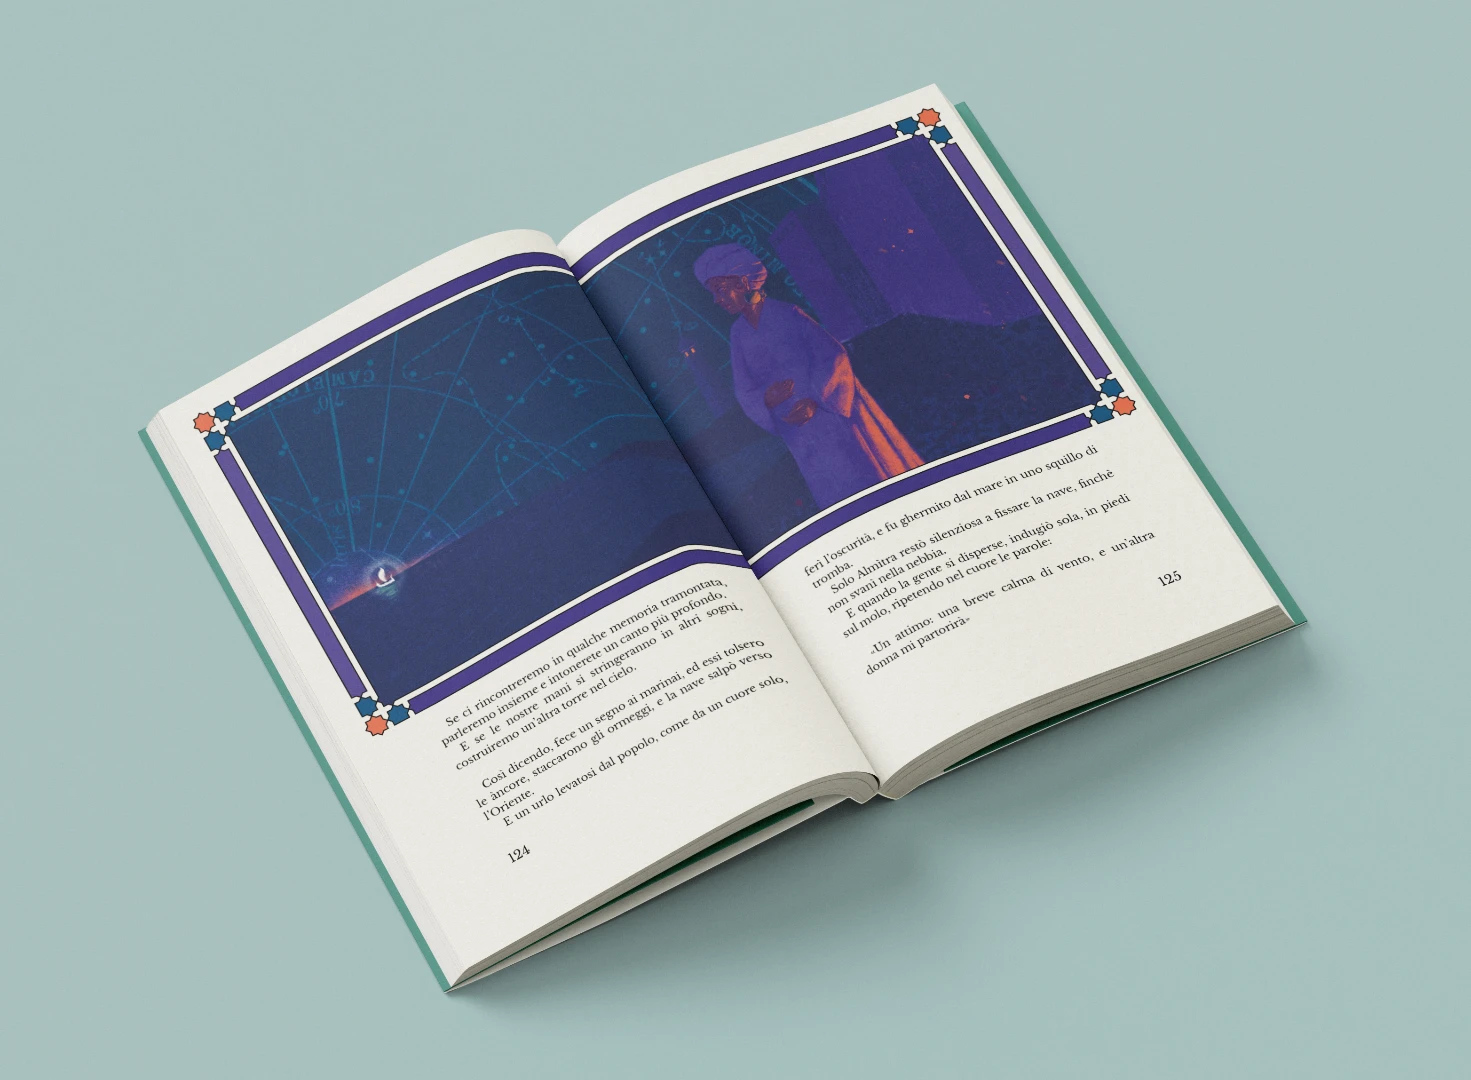 70°
80
MINOR
Se ci rincontreremo in qualche memoria tramontata,
parleremo insieme e intonerete un canto più profondo.
E se le nostre mani si stringeranno in altri sogni,
costruiremo un'altra torre nel cielo.
Così dicendo, fece un segno ai marinai, ed essi tolsero
le àncore, staccarono gli ormeggi, e la nave salpò verso
l'Oriente.
E un urlo levatosi dal popolo, come da un cuore solo,
124
ferì l'oscurità, e fu ghermito dal mare in uno squillo di
tromba.
Solo Almitra restò silenziosa a fissare la nave, finchè
non svanì nella nebbia.
E quando la gente si disperse, indugiò sola, in piedi
sul molo, ripetendo nel cuore le parole:
«Un attimo: una breve calma di vento, e un'altra
donna mi partorirà»
125